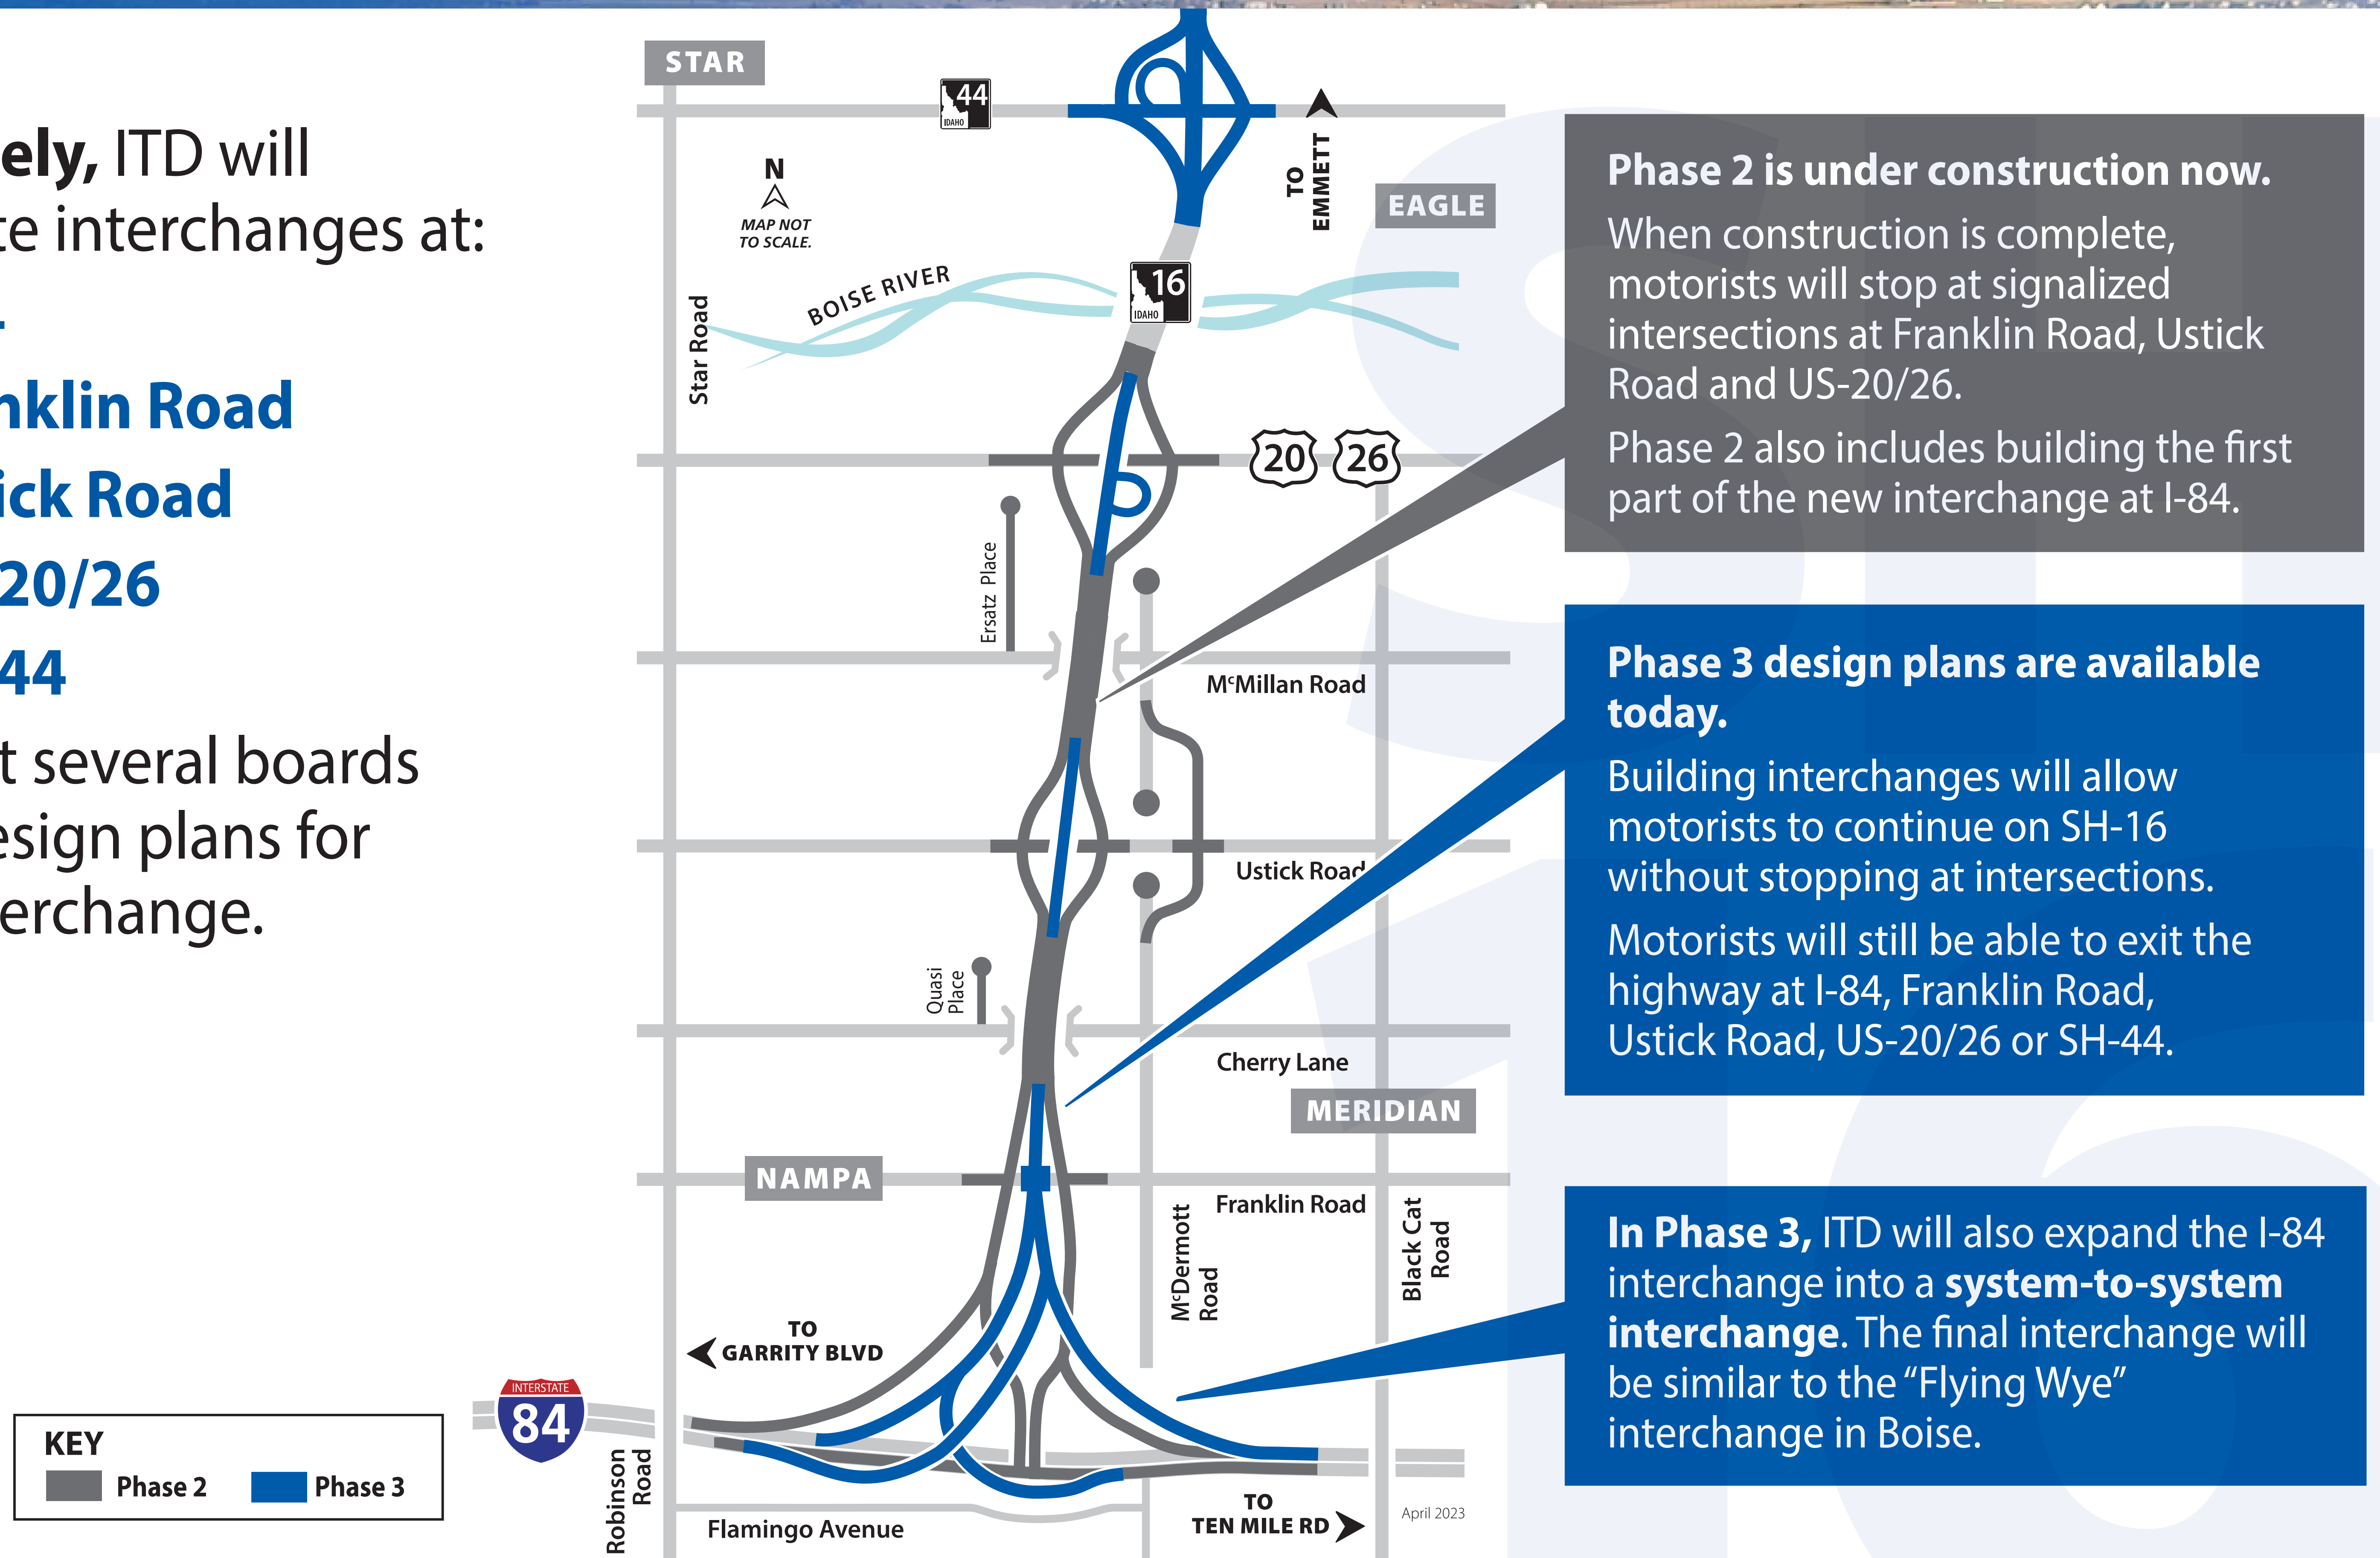 ely, ITD will
te interchanges at:
nklin Road
ick Road
20/26
44
t several boards
esign plans for
erchange.
KEY
Phase 2
Phase 3
STAR
44
IDAHO
N
MAP NOT
TO SCALE.
TO
EMMETT
EAGLE
BOISE RIVER
16
IDAHO
Star Road
20
26
Ersatz Place
McMillan Road
Ustick Road
Quasi
Place
Cherry Lane
MERIDIAN
NAMPA
Franklin Road
McDermott
Road
Black Cat
Road
TO
GARRITY BLVD
INTERSTATE
84
Robinson
Road
Flamingo Avenue
TO
TEN MILE RD
April 2023
Phase 2 is under construction now.
When construction is complete,
motorists will stop at signalized
intersections at Franklin Road, Ustick
Road and US-20/26.
Phase 2 also includes building the first
part of the new interchange at I-84.
Phase 3 design plans are available
today.
Building interchanges will allow
motorists to continue on SH-16
without stopping at intersections.
Motorists will still be able to exit the
highway at I-84, Franklin Road,
Ustick Road, US-20/26 or SH-44.
In Phase 3, ITD will also expand the I-84
interchange into a system-to-system
interchange. The final interchange will
be similar to the “Flying Wye”
interchange in Boise.
SH
16